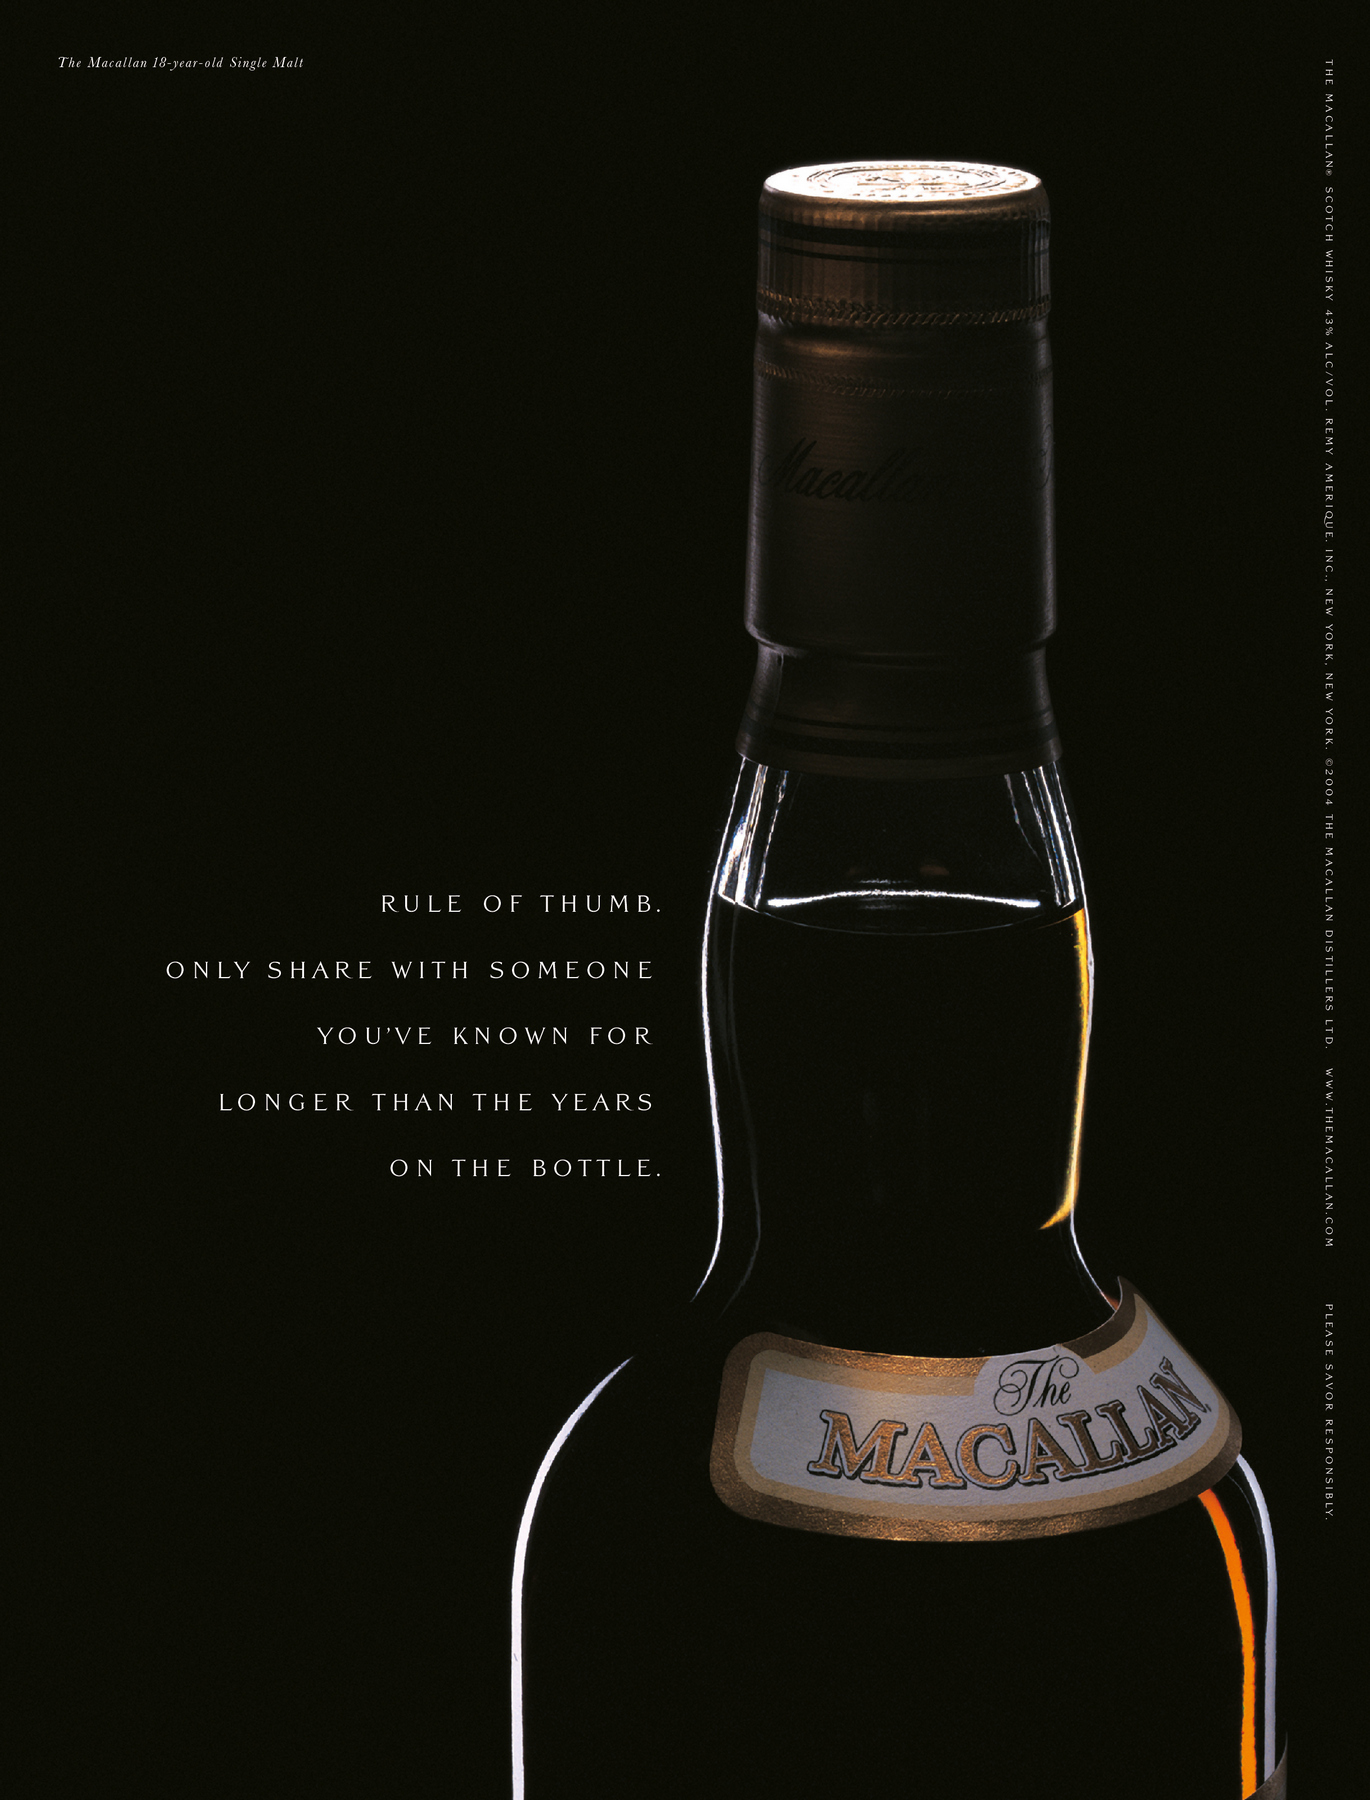 The Macallan 18-year-old Single Malt
RULE OF THUMB.
ONLY SHARE WITH SOMEONE
YOU'VE KNOWN FOR
LONGER THAN THE YEARS
ON THE BOTTLE.
Macallan
The
MACALLAN
THE MACALLAN® SCOTCH WHISKY 43% ALC/VOL. REMY AMERIQUE, INC., NEW YORK, NEW YORK. ©2004 THE MACALLAN DISTILLERS LTD. WWW.THEMACALLAN.COM PLEASE SAVOR RESPONSIBLY.